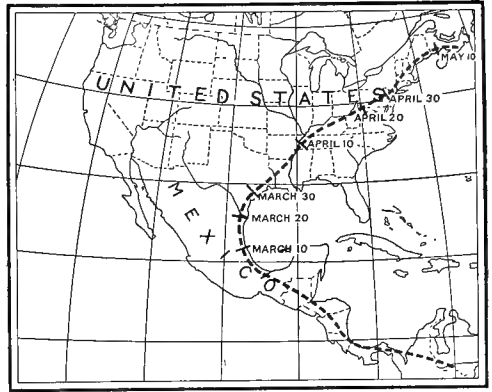 MAY 10
UNITED STATES
APRIL 30
APRIL 20
APRIL 10
MARCH 30
MARCH 20
MARCH 10
MEXICO